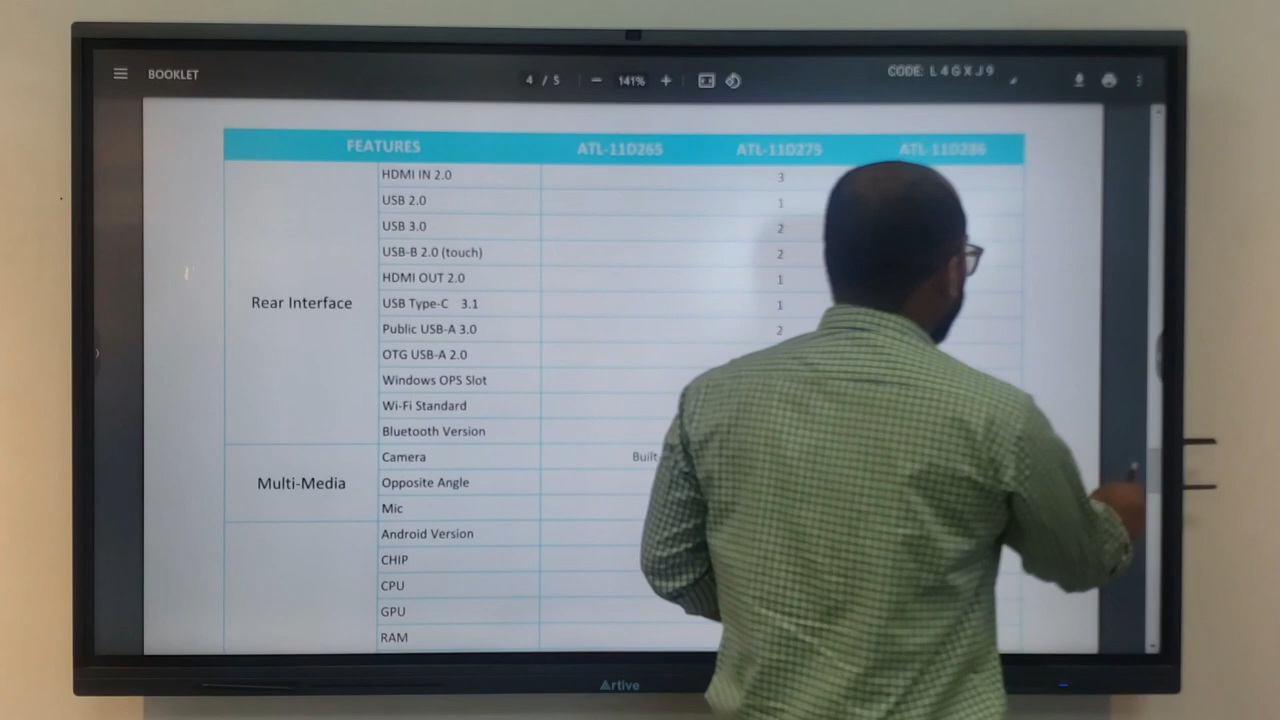 BOOKLET 4 / 5 — 141% + CODE: L4GXJ9
FEATURES ATL-11D265 ATL-11D275 ATL-11D286
HDMI IN 2.0 3
USB 2.0 1
USB 3.0 2
USB-B 2.0 (touch) 2
HDMI OUT 2.0 1
Rear Interface USB Type-C 3.1 1
Public USB-A 3.0 2
OTG USB-A 2.0
Windows OPS Slot
Wi-Fi Standard
Bluetooth Version
Camera Built
Multi-Media Opposite Angle
Mic
Android Version
CHIP
CPU
GPU
RAM
Artive